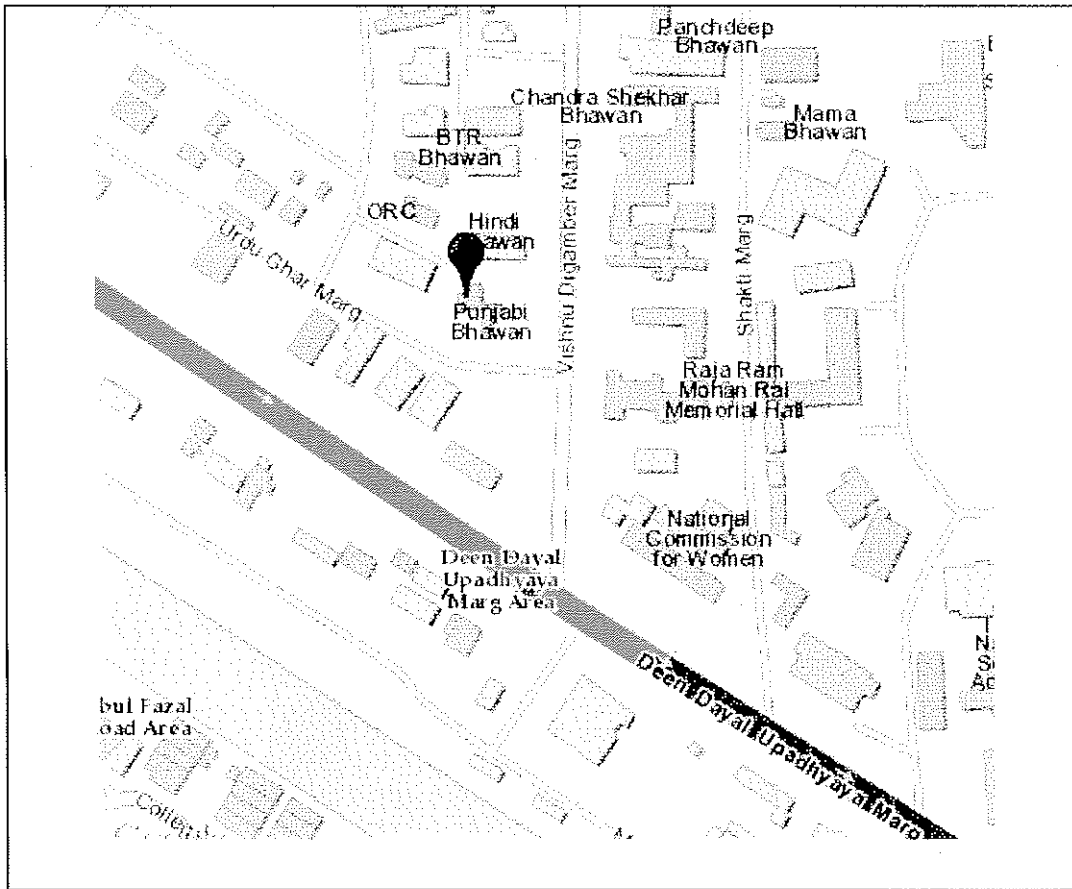 Panchdeep
Bhawan
Chandra Shekhar
Bhawan
Mama
Bhawan
BTR
Bhawan
ORC
Hindi
Urdu Ghar Marg
Punjabi
Bhawan
Vishnu Digamber Marg
Shakti Marg
Raja Ram
Mohan Rai
Memorial Hall
National
Commission
for Women
Deen Dayal
Upadhyaya
Marg Area
Deen Dayal Upadhyaya Marg
bul Fazal
oad Area